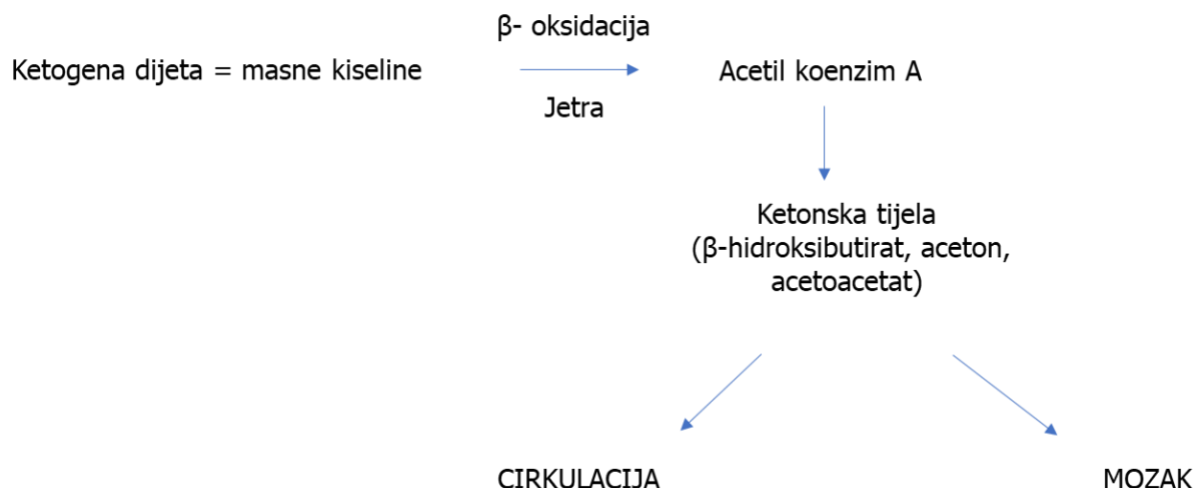 β- oksidacija
Ketogena dijeta = masne kiseline
Acetil koenzim A
Jetra
Ketonska tijela
(β-hidroksibutirat, aceton,
acetoacetat)
CIRKULACIJA
MOZAK